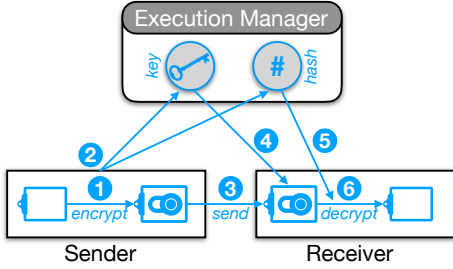 Execution Manager
key
#
hash
2
4
5
1
3
6
encrypt
send
decrypt
Sender
Receiver